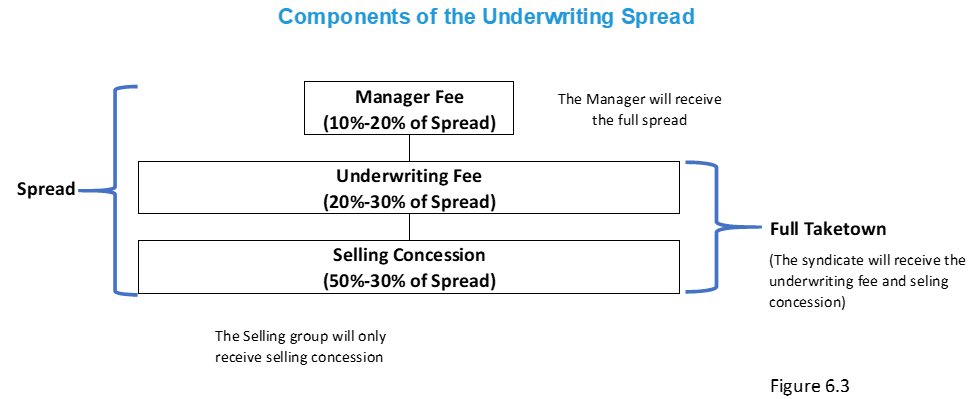 Components of the Underwriting Spread
Manager Fee
(10%-20% of Spread)
The Manager will receive
the full spread
Spread
Underwriting Fee
(20%-30% of Spread)
Selling Concession
(50%-30% of Spread)
Full Taketown
(The syndicate will receive the
underwriting fee and seling
concession)
The Selling group will only
receive selling concession
Figure 6.3